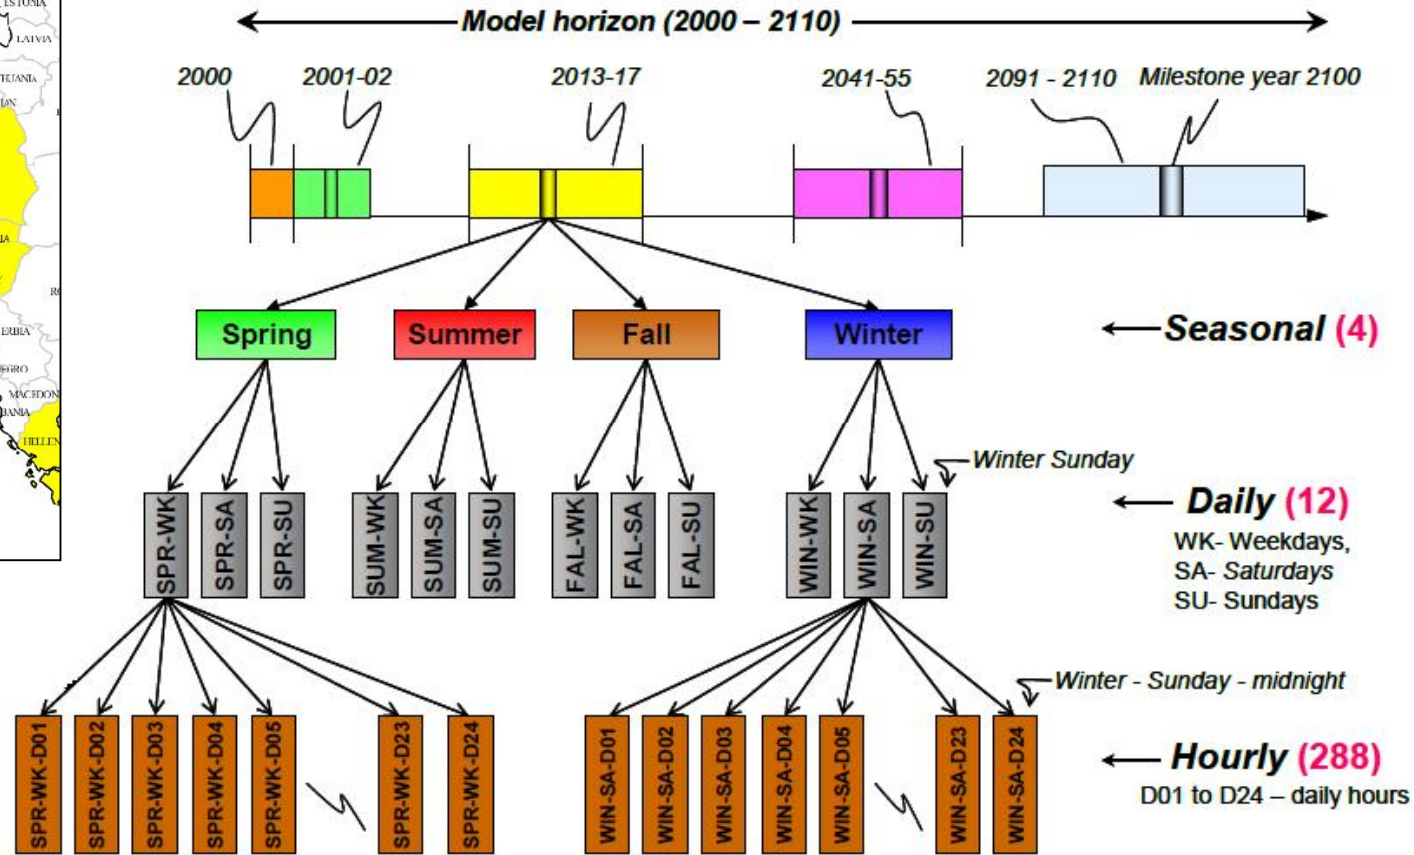 Model horizon (2000 – 2110)
2000
2001-02
2013-17
2041-55
2091 - 2110
Milestone year 2100
LATVIA
Spring
Summer
Fall
Winter
Seasonal (4)
ERBIA
MACEDON
BANIA
HELLEN
Winter Sunday
SPR-WK
SPR-SA
SPR-SU
SUM-WK
SUM-SA
SUM-SU
FAL-WK
FAL-SA
FAL-SU
WIN-WK
WIN-SA
WIN-SU
Daily (12)
WK- Weekdays,
SA- Saturdays
SU- Sundays
Winter - Sunday - midnight
SPR-WK-D01
SPR-WK-D02
SPR-WK-D03
SPR-WK-D04
SPR-WK-D05
SPR-WK-D23
SPR-WK-D24
WIN-SA-D01
WIN-SA-D02
WIN-SA-D03
WIN-SA-D04
WIN-SA-D05
WIN-SA-D23
WIN-SA-D24
Hourly (288)
D01 to D24 – daily hours